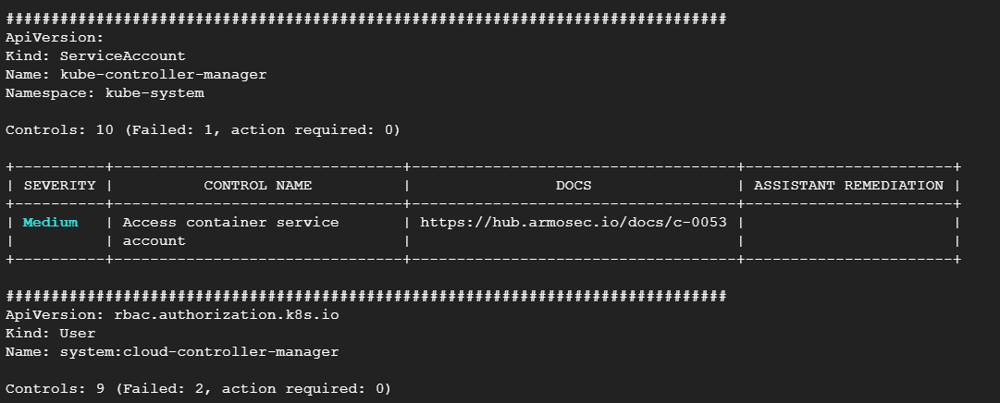 ################################################################################
ApiVersion:
Kind: ServiceAccount
Name: kube-controller-manager
Namespace: kube-system

Controls: 10 (Failed: 1, action required: 0)

+----------+--------------------------------+------------------------------------+-----------------------+
| SEVERITY |          CONTROL NAME          |                DOCS                | ASSISTANT REMEDIATION |
+----------+--------------------------------+------------------------------------+-----------------------+
| Medium   | Access container service       | https://hub.armosec.io/docs/c-0053 |                       |
|          | account                        |                                    |                       |
+----------+--------------------------------+------------------------------------+-----------------------+

################################################################################
ApiVersion: rbac.authorization.k8s.io
Kind: User
Name: system:cloud-controller-manager

Controls: 9 (Failed: 2, action required: 0)